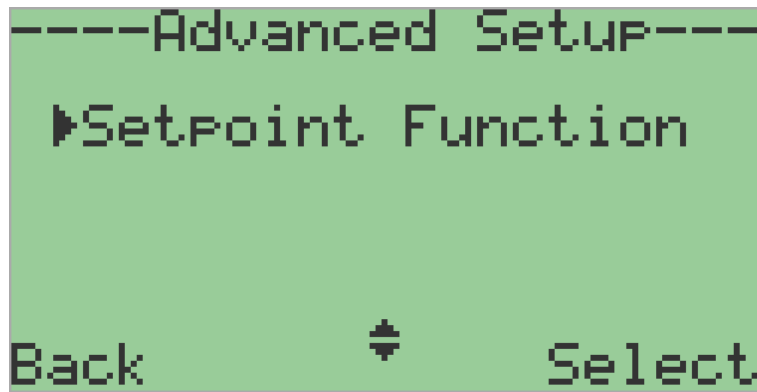 ----Advanced Setup---
▶Setpoint Function
Back Select